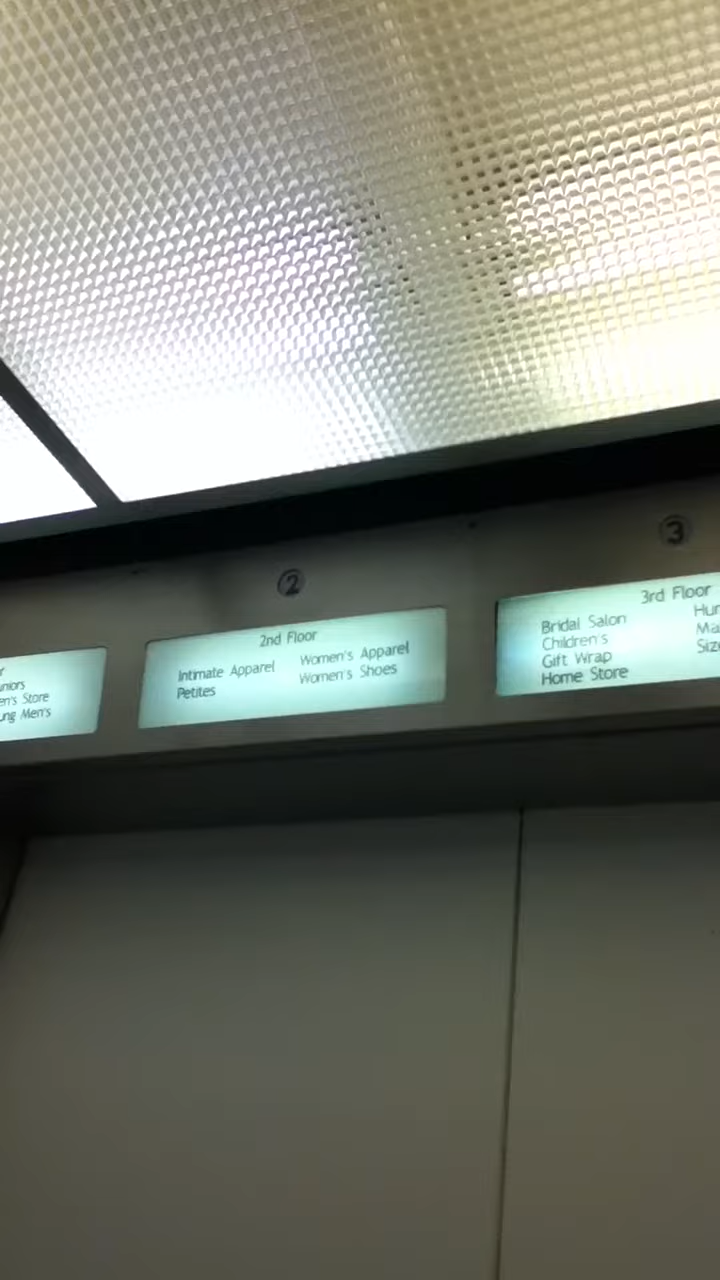 Men's
2
2nd Floor
Intimate Apparel
Petites
Women's Apparel
Women's Shoes
3
3rd Floor
Bridal Salon
Children's
Gift Wrap
Home Store